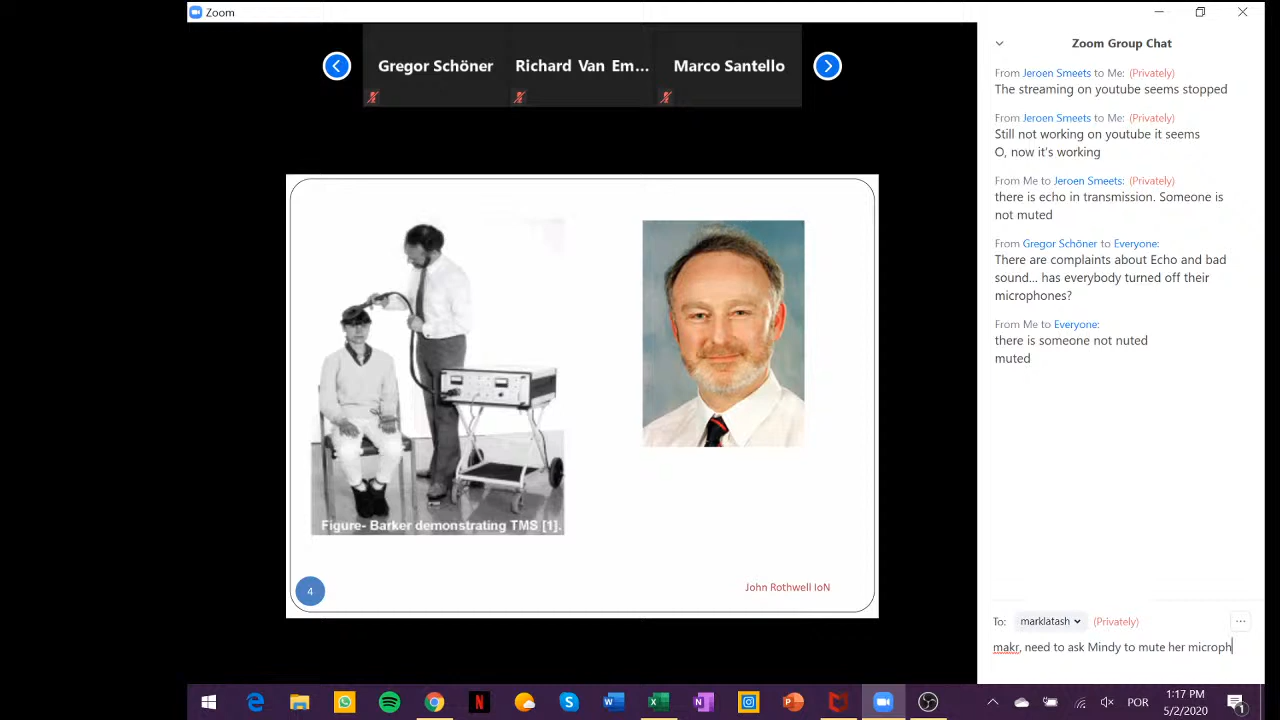 Zoom
Gregor Schöner
Richard Van Em...
Marco Santello
Figure- Barker demonstrating TMS [1].
4
John Rothwell IoN
Zoom Group Chat
From Jeroen Smeets to Me: (Privately)
The streaming on youtube seems stopped
From Jeroen Smeets to Me: (Privately)
Still not working on youtube it seems
O, now it's working
From Me to Jeroen Smeets: (Privately)
there is echo in transmission. Someone is
not muted
From Gregor Schöner to Everyone:
There are complaints about Echo and bad
sound... has everybody turned off their
microphones?
From Me to Everyone:
there is someone not nuted
muted
To: marklatash (Privately)
makr, need to ask Mindy to mute her microph
POR
1:17 PM
5/2/2020
1